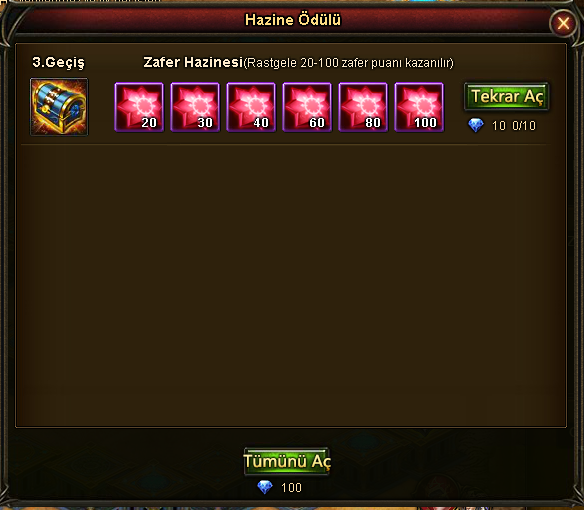 Hazine Ödülü
3.Geçiş Zafer Hazinesi(Rastgele 20-100 zafer puanı kazanılır)
20 30 40 60 80 100
Tekrar Aç
10 0/10
Tümünü Aç
100